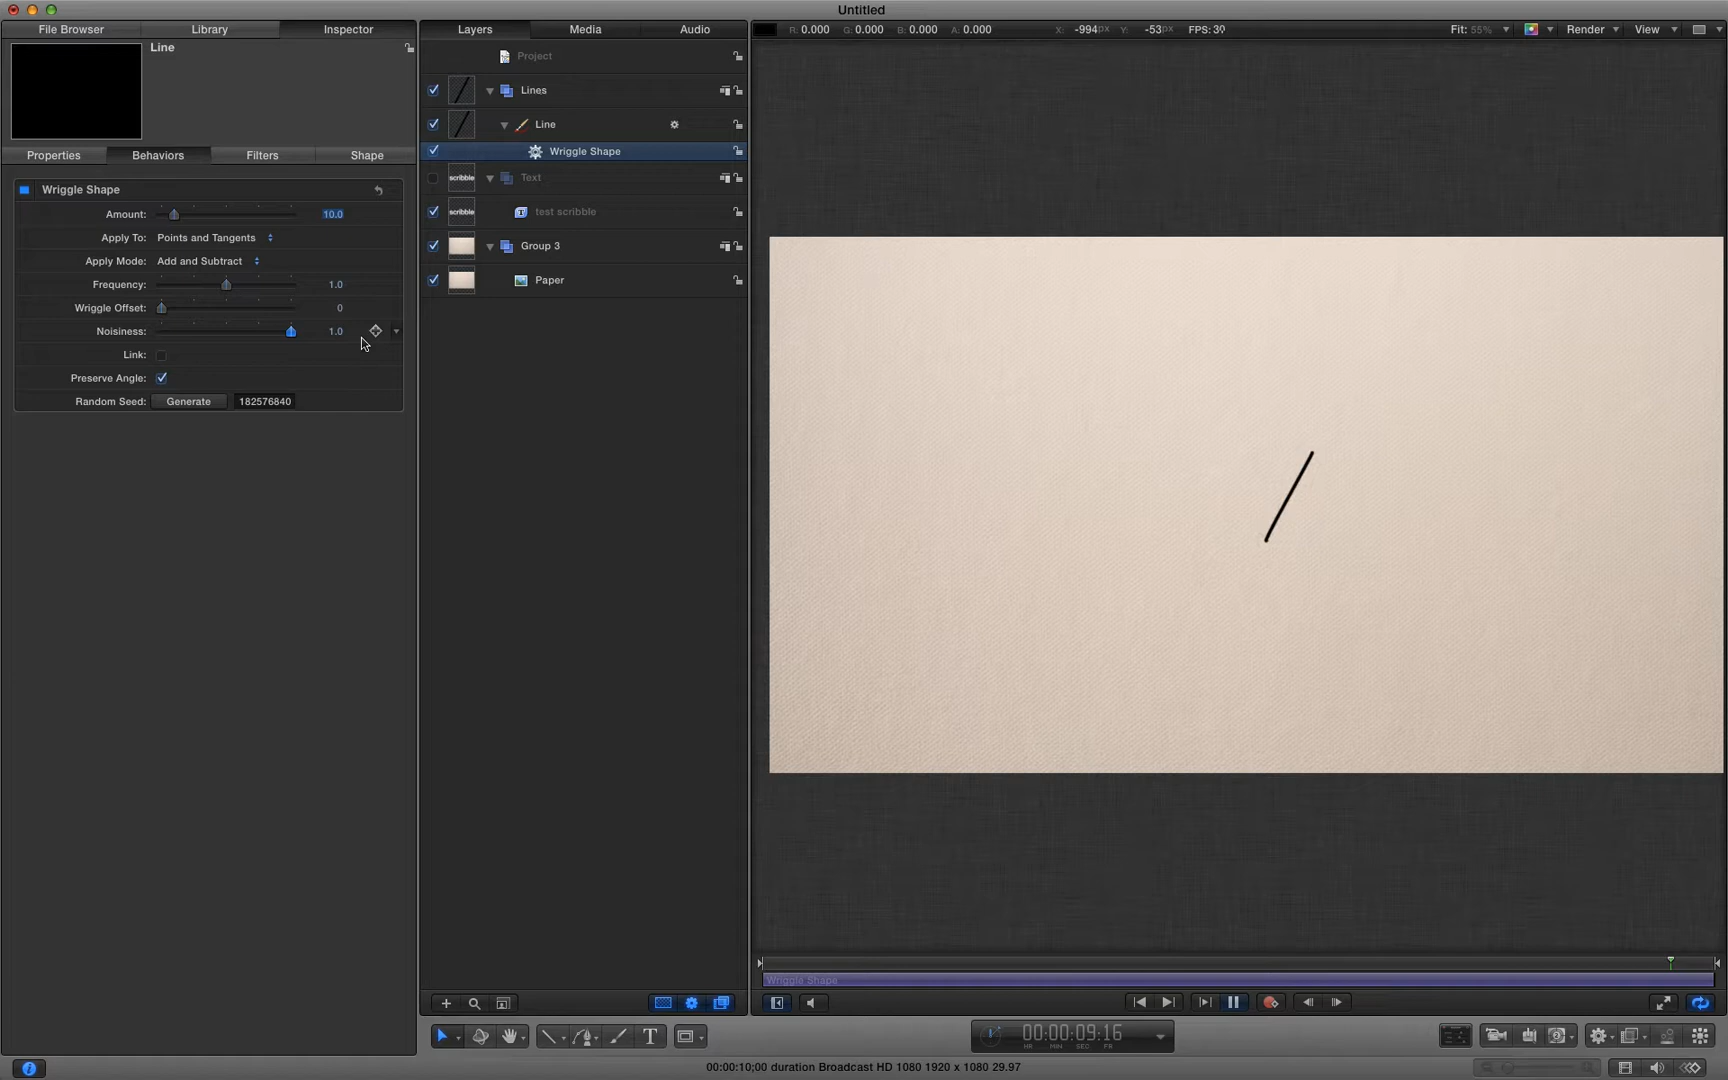 Untitled
File Browser Library Inspector Layers Media Audio R: 0.000 G: 0.000 B: 0.000 A: 0.000 X: -994px Y: -53px FPS: 30 Fit: 55% Render View
Line
Project
Lines
Line
Properties Behaviors Filters Shape
Wriggle Shape
scribble Text
Wriggle Shape
scribble test scribble
Amount: 10.0
Apply To: Points and Tangents
Group 3
Apply Mode: Add and Subtract
Paper
Frequency: 1.0
Wriggle Offset: 0
Noisiness: 1.0
Link:
Preserve Angle:
Random Seed: Generate 182576840
Wriggle Shape
T
00:00:09:16
HR MIN SEC FR
00:00:10;00 duration Broadcast HD 1080 1920 x 1080 29.97